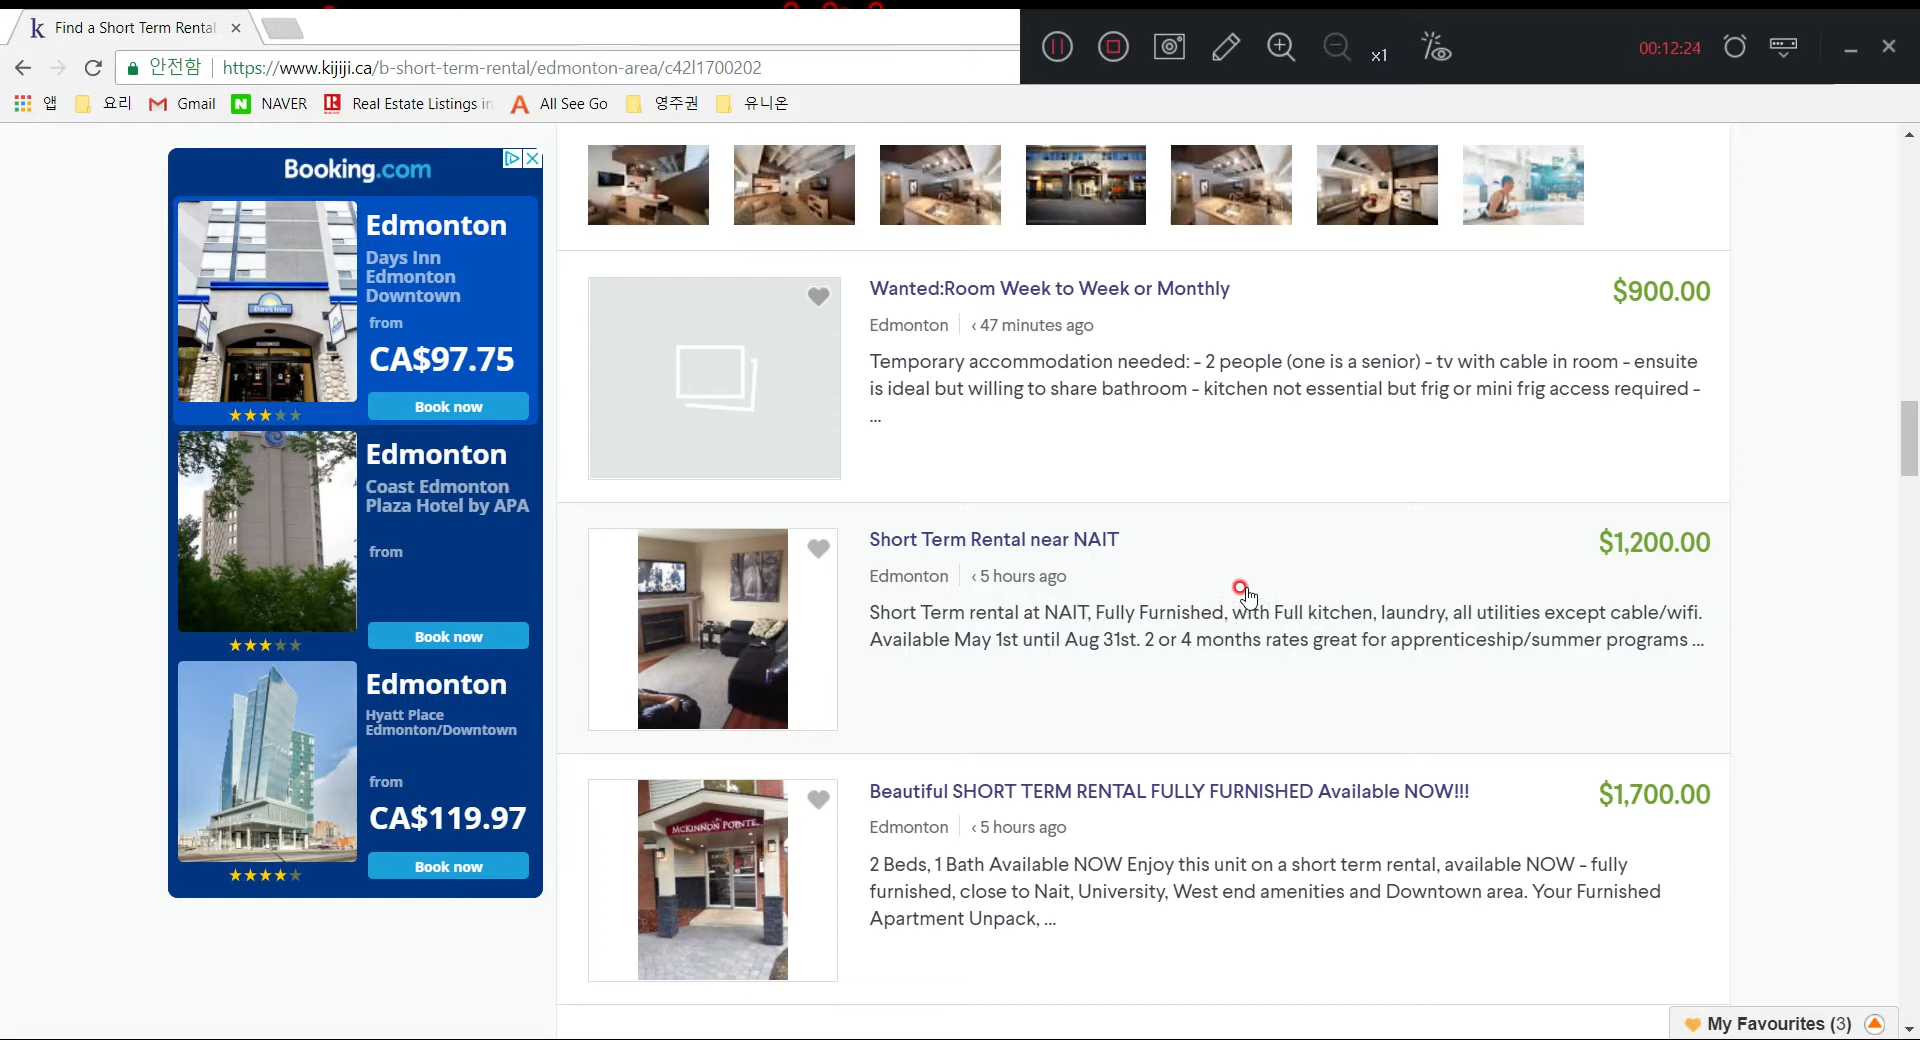 Find a Short Term Rental
x1
00:12:24
안전함 https://www.kijiji.ca/b-short-term-rental/edmonton-area/c42l1700202
앱 요리 Gmail NAVER Real Estate Listings in All See Go 영주권 유니온
Booking.com
Edmonton
Days Inn
Edmonton
Downtown
from
CA$97.75
Book now
Edmonton
Coast Edmonton
Plaza Hotel by APA
from
Book now
Edmonton
Hyatt Place
Edmonton/Downtown
from
CA$119.97
Book now
Wanted:Room Week to Week or Monthly $900.00
Edmonton < 47 minutes ago
Temporary accommodation needed: - 2 people (one is a senior) - tv with cable in room - ensuite
is ideal but willing to share bathroom - kitchen not essential but frig or mini frig access required -
...
Short Term Rental near NAIT $1,200.00
Edmonton < 5 hours ago
Short Term rental at NAIT, Fully Furnished, with Full kitchen, laundry, all utilities except cable/wifi.
Available May 1st until Aug 31st. 2 or 4 months rates great for apprenticeship/summer programs ...
MCKINNON POINTE
Beautiful SHORT TERM RENTAL FULLY FURNISHED Available NOW!!! $1,700.00
Edmonton < 5 hours ago
2 Beds, 1 Bath Available NOW Enjoy this unit on a short term rental, available NOW - fully
furnished, close to Nait, University, West end amenities and Downtown area. Your Furnished
Apartment Unpack, ...
My Favourites (3)